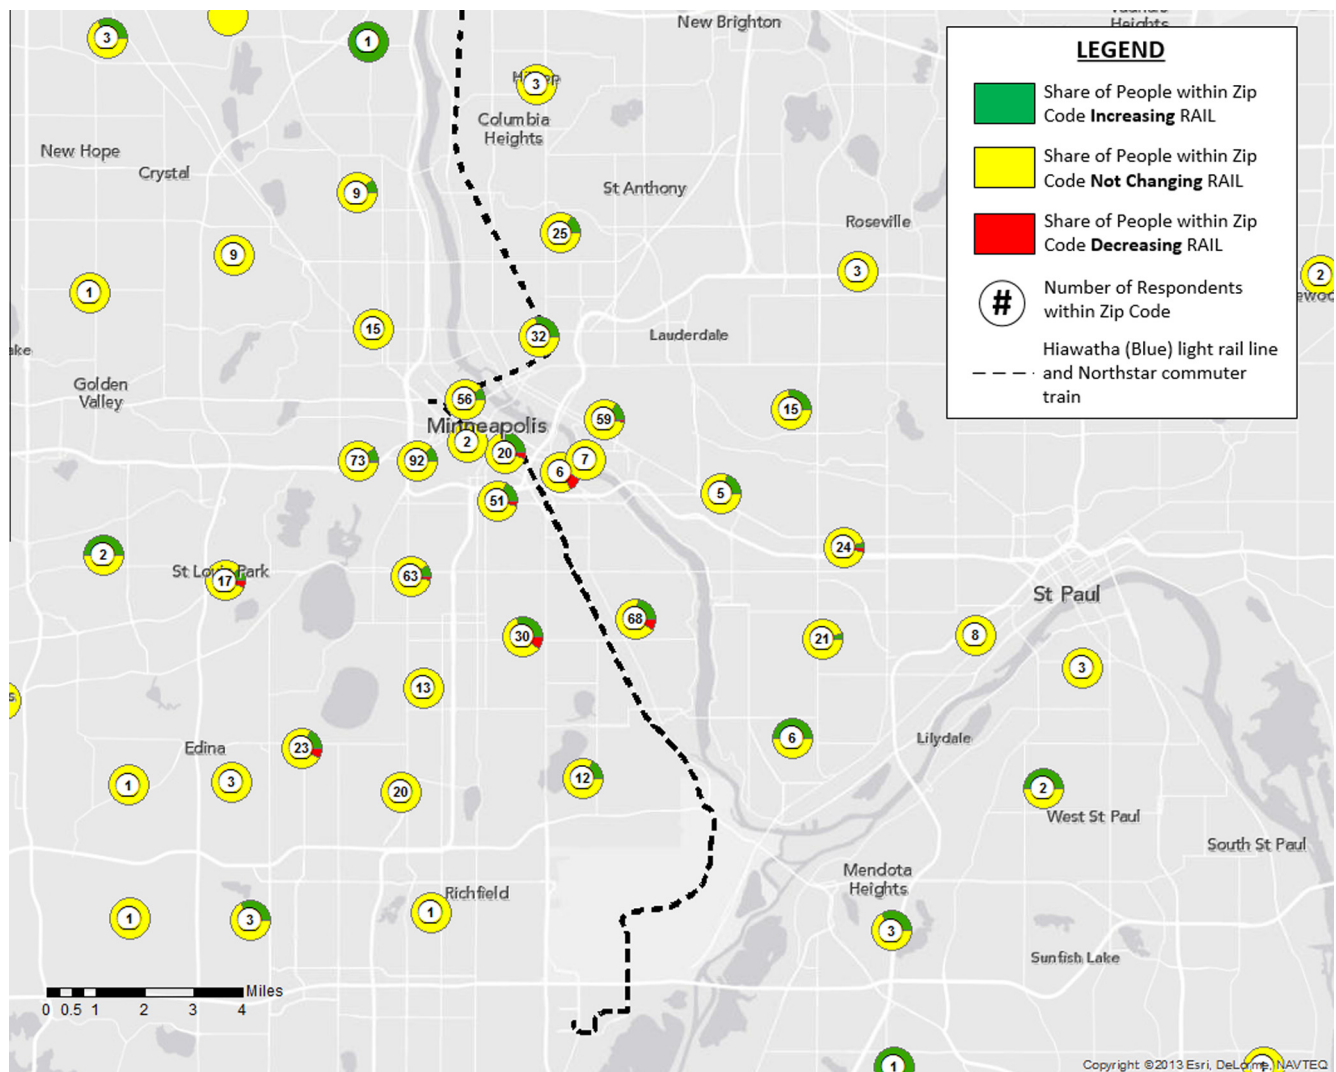 New Brighton
Heights
3
1
Hilltop
3
Columbia
Heights
New Hope
Crystal
St Anthony
9
Roseville
25
9
3
2
1
15
32
Lauderdale
Golden
Valley
56
15
59
Minneapolis
2
20
73
92
6
7
51
5
24
2
St Louis Park
17
63
St Paul
68
30
21
8
3
13
6
Lilydale
Edina
23
1
3
12
20
2
West St Paul
South St Paul
Mendota
Heights
Richfield
1
3
1
3
Sunfish Lake
Miles
0 0.5 1 2 3 4
1
1
Copyright ©2013 Esri, DeLorme, NAVTEQ
LEGEND
Share of People within Zip
Code Increasing RAIL
Share of People within Zip
Code Not Changing RAIL
Share of People within Zip
Code Decreasing RAIL
#
Number of Respondents
within Zip Code
Hiawatha (Blue) light rail line
and Northstar commuter
train